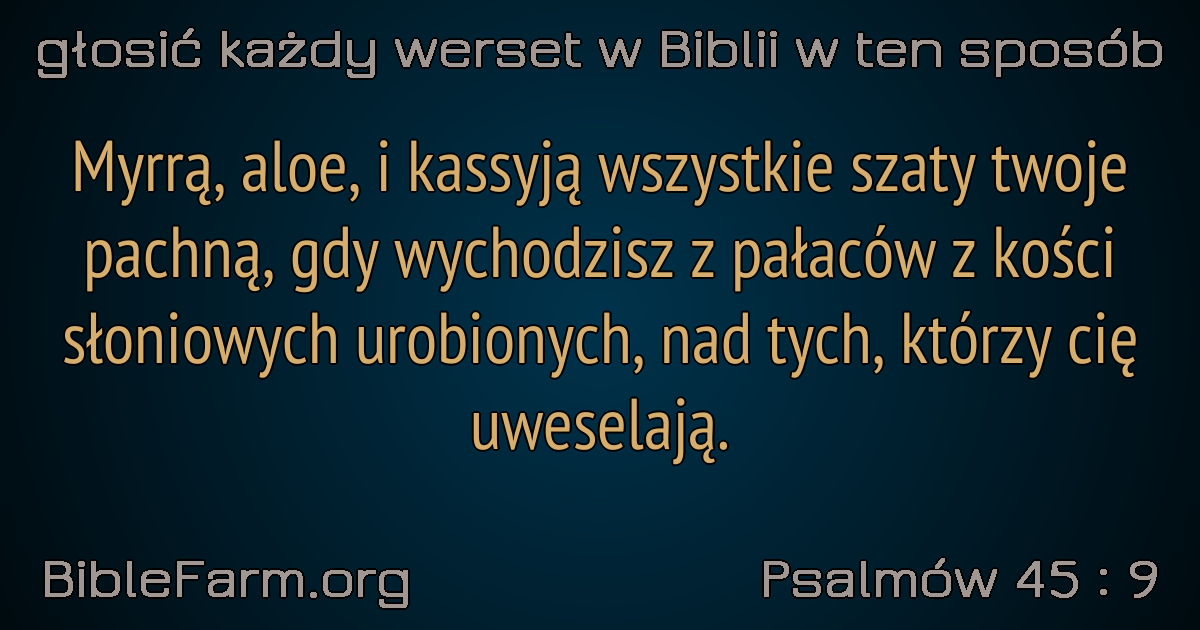 głosić każdy werset w Biblii w ten sposób
Myrrą, aloe, i kassyją wszystkie szaty twoje
pachną, gdy wychodzisz z pałaców z kości
słoniowych urobionych, nad tych, którzy cię
uweselają.
BibleFarm.org
Psalmów 45 : 9